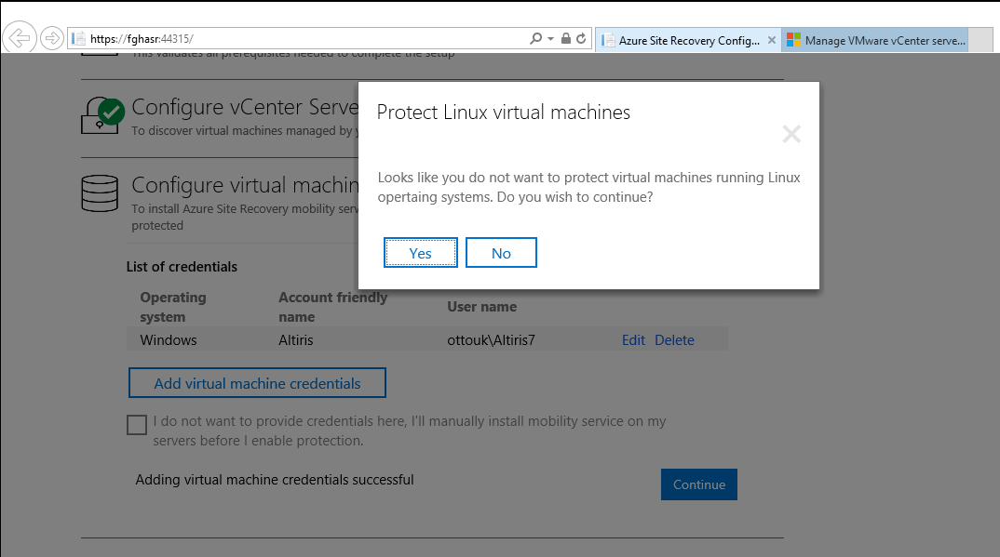 https://fghasr:44315/
Azure Site Recovery Config...
Manage VMware vCenter serve...
This validates all prerequisites needed to complete the setup
Configure vCenter Serve
To discover virtual machines managed by y
Configure virtual machin
To install Azure Site Recovery mobility serv
protected
Protect Linux virtual machines
Looks like you do not want to protect virtual machines running Linux
opertaing systems. Do you wish to continue?
Yes No
List of credentials
Operating system Account friendly name User name
Windows Altiris ottouk\Altiris7 Edit Delete
Add virtual machine credentials
I do not want to provide credentials here, I'll manually install mobility service on my
servers before I enable protection.
Adding virtual machine credentials successful
Continue